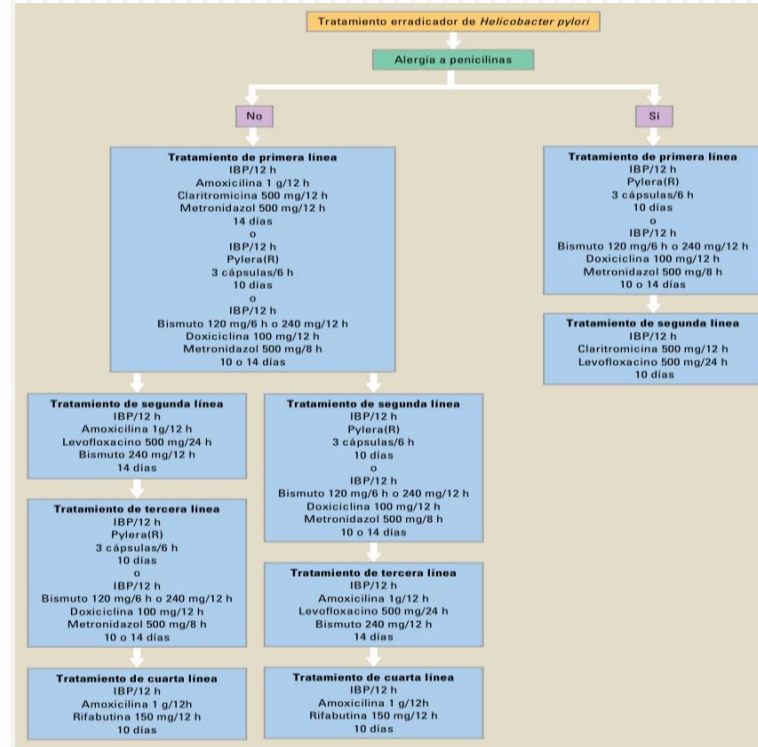 Tratamiento erradicador de Helicobacter pylori
Alergia a penicilinas
No
Sí
Tratamiento de primera línea
IBP/12 h
Amoxicilina 1 g/12 h
Claritromicina 500 mg/12 h
Metronidazol 500 mg/12 h
14 días
o
IBP/12 h
Pylera(R)
3 cápsulas/6 h
10 días
o
IBP/12 h
Bismuto 120 mg/6 h o 240 mg/12 h
Doxiciclina 100 mg/12 h
Metronidazol 500 mg/8 h
10 o 14 días
Tratamiento de primera línea
IBP/12 h
Pylera(R)
3 cápsulas/6 h
10 días
o
IBP/12 h
Bismuto 120 mg/6 h o 240 mg/12 h
Doxiciclina 100 mg/12 h
Metronidazol 500 mg/8 h
10 o 14 días
Tratamiento de segunda línea
IBP/12 h
Claritromicina 500 mg/12 h
Levofloxacino 500 mg/24 h
10 días
Tratamiento de segunda línea
IBP/12 h
Amoxicilina 1g/12 h
Levofloxacino 500 mg/24 h
Bismuto 240 mg/12 h
14 días
Tratamiento de tercera línea
IBP/12 h
Pylera(R)
3 cápsulas/6 h
10 días
o
IBP/12 h
Bismuto 120 mg/6 h o 240 mg/12 h
Doxiciclina 100 mg/12 h
Metronidazol 500 mg/8 h
10 o 14 días
Tratamiento de cuarta línea
IBP/12 h
Amoxicilina 1 g/12h
Rifabutina 150 mg/12 h
10 días
Tratamiento de segunda línea
IBP/12 h
Pylera(R)
3 cápsulas/6 h
10 días
o
IBP/12 h
Bismuto 120 mg/6 h o 240 mg/12 h
Doxiciclina 100 mg/12 h
Metronidazol 500 mg/8 h
10 o 14 días
Tratamiento de tercera línea
IBP/12 h
Amoxicilina 1g/12 h
Levofloxacino 500 mg/24 h
Bismuto 240 mg/12 h
14 días
Tratamiento de cuarta línea
IBP/12 h
Amoxicilina 1 g/12h
Rifabutina 150 mg/12 h
10 días